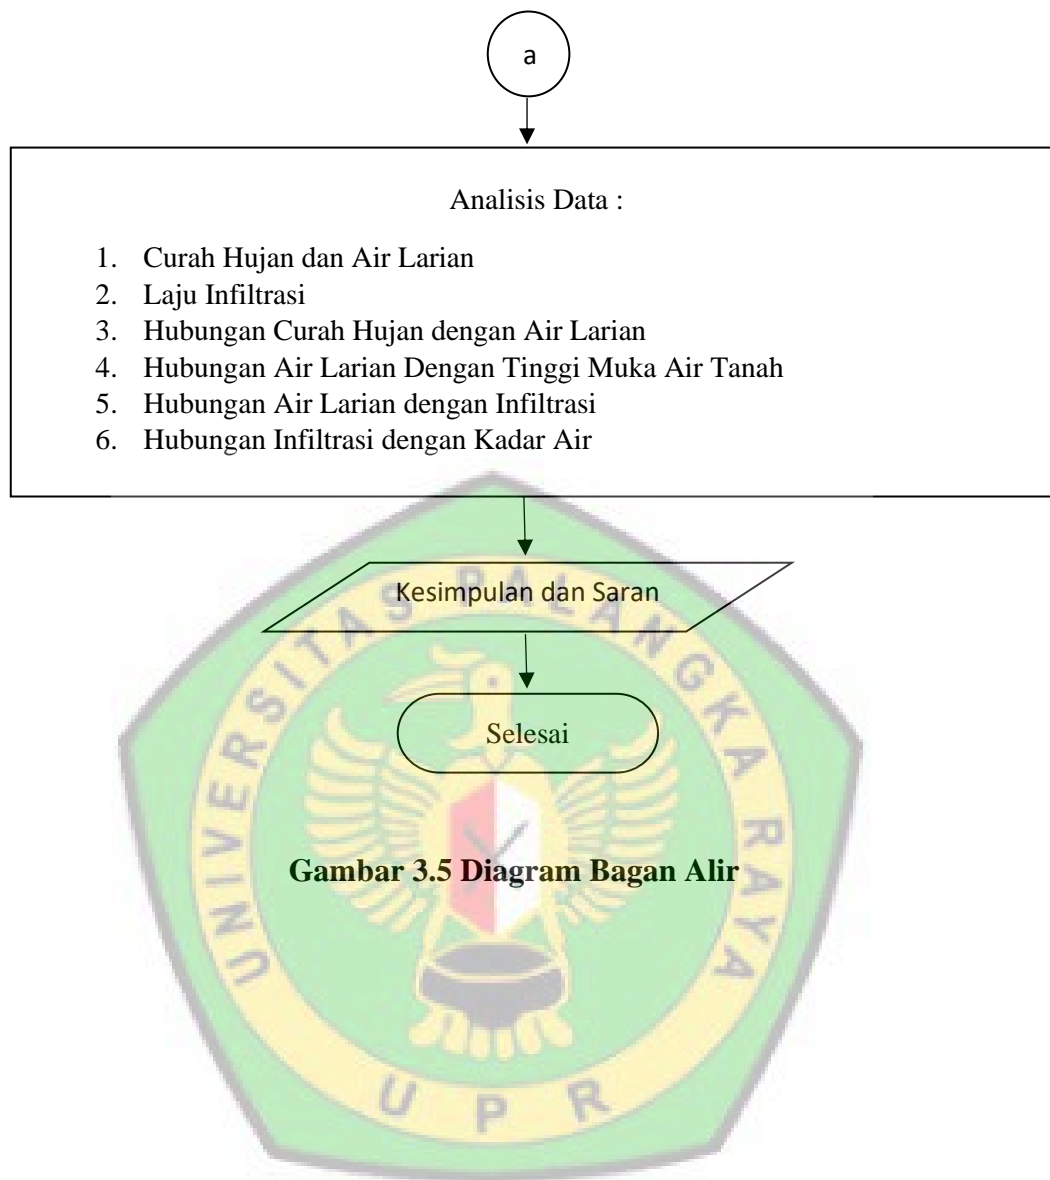 a
Analisis Data :
1. Curah Hujan dan Air Larian
2. Laju Infiltrasi
3. Hubungan Curah Hujan dengan Air Larian
4. Hubungan Air Larian Dengan Tinggi Muka Air Tanah
5. Hubungan Air Larian dengan Infiltrasi
6. Hubungan Infiltrasi dengan Kadar Air
Kesimpulan dan Saran
Selesai
Gambar 3.5 Diagram Bagan Alir
UNIVERSITAS PALANGKA RAYA
UPR